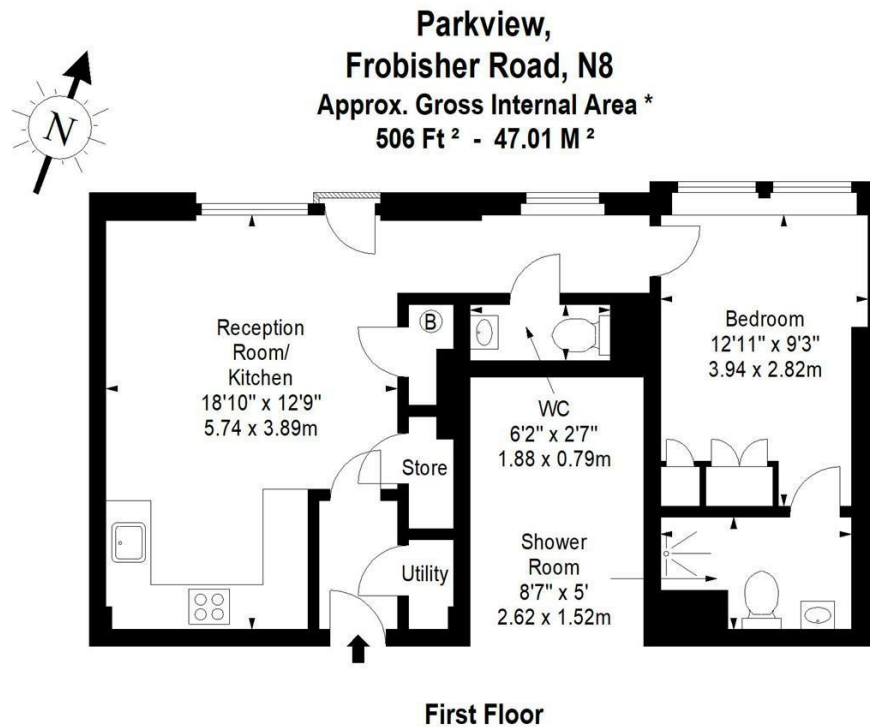 Parkview,
Frobisher Road, N8
Approx. Gross Internal Area *
506 Ft ² - 47.01 M ²
N
Reception
Room/
Kitchen
18'10" x 12'9"
5.74 x 3.89m
B
Store
Utility
WC
6'2" x 2'7"
1.88 x 0.79m
Shower
Room
8'7" x 5'
2.62 x 1.52m
Bedroom
12'11" x 9'3"
3.94 x 2.82m
First Floor